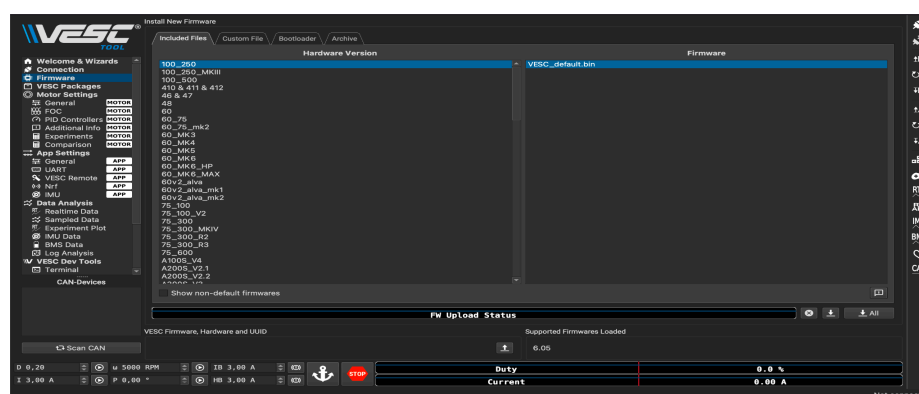 VESC®
TOOL
Install New Firmware
Included Files
Custom File
Bootloader
Archive
Hardware Version
Firmware
100_250
100_250_MKIII
100_500
410 & 411 & 412
46 & 47
48
60
60_75
60_75_mk2
60_MK3
60_MK4
60_MK5
60_MK6
60_MK6_HP
60_MK6_MAX
60v2_alva
60v2_alva_mk1
60v2_alva_mk2
75_100
75_100_V2
75_300
75_300_MKIV
75_300_R2
75_300_R3
75_600
A100S_V4
A200S_V2.1
A200S_V2.2
VESC_default.bin
Welcome & Wizards
Connection
Firmware
VESC Packages
Motor Settings
General MOTOR
FOC MOTOR
PID Controllers MOTOR
Additional Info MOTOR
Experiments MOTOR
Comparison MOTOR
App Settings
General APP
UART APP
VESC Remote APP
Nrf APP
IMU APP
Data Analysis
Realtime Data
Sampled Data
Experiment Plot
IMU Data
BMS Data
Log Analysis
VESC Dev Tools
Terminal
CAN-Devices
Scan CAN
Show non-default firmwares
FW Upload Status
All
VESC Firmware, Hardware and UUID
Supported Firmwares Loaded
6.05
D 0,20
ω 5000 RPM
IB 3,00 A
I 3,00 A
P 0,00 °
HB 3,00 A
STOP
Duty 0.0 %
Current 0.00 A